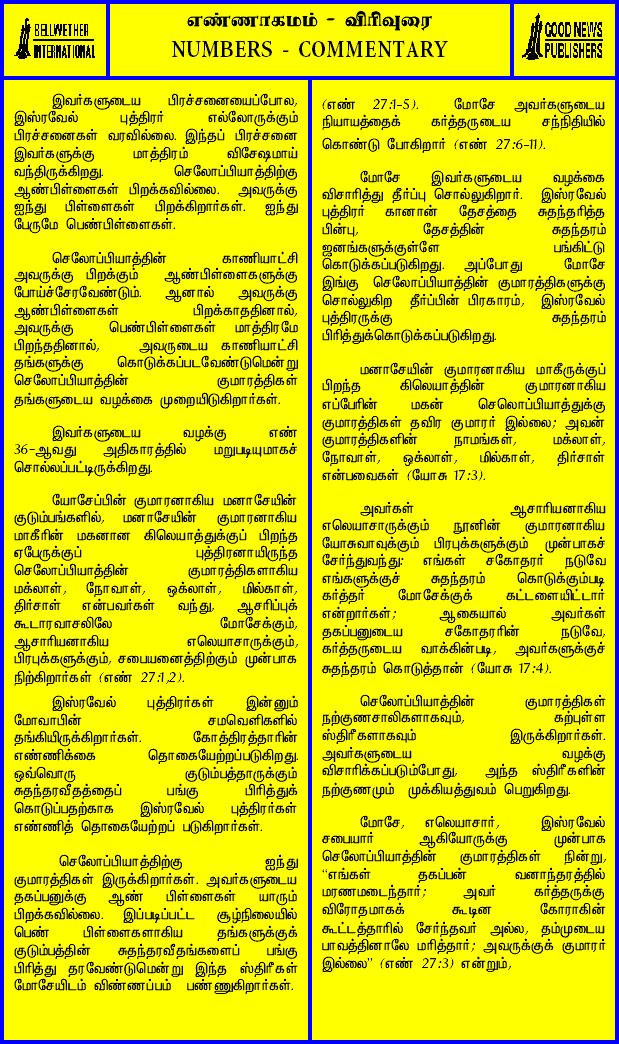 BELLWETHER
INTERNATIONAL
எண்ணாகமம் - விரிவுரை
NUMBERS - COMMENTARY
GOOD NEWS
PUBLISHERS
இவர்களுடைய பிரச்சனையைப்போல,
இஸ்ரவேல் புத்திரர் எல்லோருக்கும்
பிரச்சனைகள் வரவில்லை. இந்தப் பிரச்சனை
இவர்களுக்கு மாத்திரம் விசேஷமாய்
வந்திருக்கிறது. செலோப்பியாத்திற்கு
ஆண்பிள்ளைகள் பிறக்கவில்லை. அவருக்கு
ஐந்து பிள்ளைகள் பிறக்கிறார்கள். ஐந்து
பேருமே பெண்பிள்ளைகள்.
செலோப்பியாத்தின் காணியாட்சி
அவருக்கு பிறக்கும் ஆண்பிள்ளைகளுக்கு
போய்ச்சேரவேண்டும். ஆனால் அவருக்கு
ஆண்பிள்ளைகள் பிறக்காததினால்,
அவருக்கு பெண்பிள்ளைகள் மாத்திரமே
பிறந்ததினால், அவருடைய காணியாட்சி
தங்களுக்கு கொடுக்கப்படவேண்டுமென்று
செலோப்பியாத்தின் குமாரத்திகள்
தங்களுடைய வழக்கை முறையிடுகிறார்கள்.
இவர்களுடைய வழக்கு எண்
36-ஆவது அதிகாரத்தில் மறுபடியுமாகச்
சொல்லப்பட்டிருக்கிறது.
யோசேப்பின் குமாரனாகிய மனாசேயின்
குடும்பங்களில், மனாசேயின் குமாரனாகிய
மாகீரின் மகனான கிலெயாத்துக்குப் பிறந்த
ஏபேருக்குப் புத்திரனாயிருந்த
செலோப்பியாத்தின் குமாரத்திகளாகிய
மக்லாள், நோவாள், ஒக்லாள், மில்காள்,
திர்சாள் என்பவர்கள் வந்து, ஆசரிப்புக்
கூடாரவாசலிலே மோசேக்கும்,
ஆசாரியனாகிய எலெயாசாருக்கும்,
பிரபுக்களுக்கும், சபையனைத்திற்கும் முன்பாக
நிற்கிறார்கள் (எண் 27:1,2).
இஸ்ரவேல் புத்திரர்கள் இன்னும்
மோவாபின் சமவெளிகளில்
தங்கியிருக்கிறார்கள். கோத்திரத்தாரின்
எண்ணிக்கை தொகையேற்றப்படுகிறது.
ஒவ்வொரு குடும்பத்தாருக்கும்
சுதந்தரவீதத்தைப் பங்கு பிரித்துக்
கொடுப்பதற்காக இஸ்ரவேல் புத்திரர்கள்
எண்ணித் தொகையேற்றப் படுகிறார்கள்.
செலோப்பியாத்திற்கு ஐந்து
குமாரத்திகள் இருக்கிறார்கள். அவர்களுடைய
தகப்பனுக்கு ஆண் பிள்ளைகள் யாரும்
பிறக்கவில்லை. இப்படிப்பட்ட சூழ்நிலையில்
பெண் பிள்ளைகளாகிய தங்களுக்குக்
குடும்பத்தின் சுதந்தரவீதங்களைப் பங்கு
பிரித்து தரவேண்டுமென்று இந்த ஸ்திரீகள்
மோசேயிடம் விண்ணப்பம் பண்ணுகிறார்கள்.
(எண் 27:1-5). மோசே அவர்களுடைய
நியாயத்தைக் கர்த்தருடைய சந்நிதியில்
கொண்டு போகிறார் (எண் 27:6-11).
மோசே இவர்களுடைய வழக்கை
விசாரித்து தீர்ப்பு சொல்லுகிறார். இஸ்ரவேல்
புத்திரர் கானான் தேசத்தை சுதந்தரித்த
பின்பு, தேசத்தின் சுதந்தரம்
ஜனங்களுக்குள்ளே பங்கிட்டு
கொடுக்கப்படுகிறது. அப்போது மோசே
இங்கு செலோப்பியாத்தின் குமாரத்திகளுக்கு
சொல்லுகிற தீர்ப்பின் பிரகாரம், இஸ்ரவேல்
புத்திரருக்கு சுதந்தரம்
பிரித்துக்கொடுக்கப்படுகிறது.
மனாசேயின் குமாரனாகிய மாகீருக்குப்
பிறந்த கிலெயாத்தின் குமாரனாகிய
எப்பேரின் மகன் செலொப்பியாத்துக்கு
குமாரத்திகள் தவிர குமாரர் இல்லை; அவன்
குமாரத்திகளின் நாமங்கள், மக்லாள்,
நோவாள், ஒக்லாள், மில்காள், திர்சாள்
என்பவைகள் (யோசு 17:3).
அவர்கள் ஆசாரியனாகிய
எலெயாசாருக்கும் நூனின் குமாரனாகிய
யோசுவாவுக்கும் பிரபுக்களுக்கும் முன்பாகச்
சேர்ந்துவந்து: எங்கள் சகோதரர் நடுவே
எங்களுக்குச் சுதந்தரம் கொடுக்கும்படி
கர்த்தர் மோசேக்குக் கட்டளையிட்டார்
என்றார்கள்; ஆகையால் அவர்கள்
தகப்பனுடைய சகோதரரின் நடுவே,
கர்த்தருடைய வாக்கின்படி, அவர்களுக்குச்
சுதந்தரம் கொடுத்தான் (யோசு 17:4).
செலொப்பியாத்தின் குமாரத்திகள்
நற்குணசாலிகளாகவும், கற்புள்ள
ஸ்திரீகளாகவும் இருக்கிறார்கள்.
அவர்களுடைய வழக்கு
விசாரிக்கப்படும்போது, அந்த ஸ்திரீகளின்
நற்குணமும் முக்கியத்துவம் பெறுகிறது.
மோசே, எலெயாசார், இஸ்ரவேல்
சபையார் ஆகியோருக்கு முன்பாக
செலோப்பியாத்தின் குமாரத்திகள் நின்று,
“எங்கள் தகப்பன் வனாந்தரத்தில்
மரணமடைந்தார்; அவர் கர்த்தருக்கு
விரோதமாகக் கூடின கோராகின்
கூட்டத்தாரில் சேர்ந்தவர் அல்ல, தம்முடைய
பாவத்தினாலே மரித்தார்; அவருக்குக் குமாரர்
இல்லை” (எண் 27:3) என்றும்,